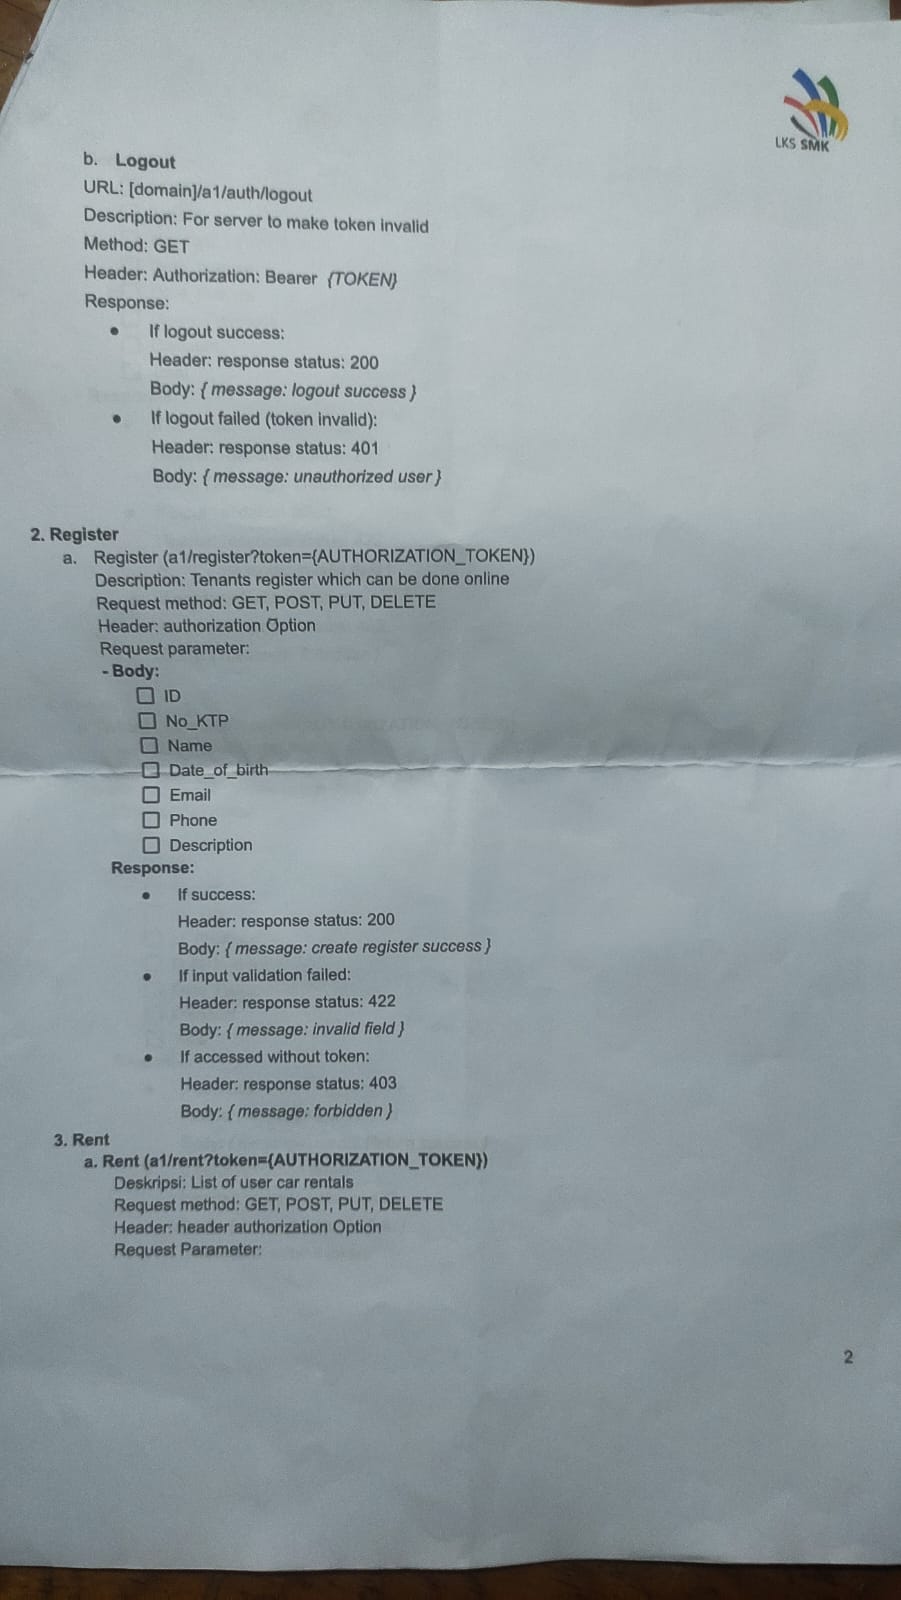 LKS SMK
b. Logout
URL: [domain]/a1/auth/logout
Description: For server to make token invalid
Method: GET
Header: Authorization: Bearer {TOKEN}
Response:
• If logout success:
Header: response status: 200
Body: { message: logout success }
• If logout failed (token invalid):
Header: response status: 401
Body: { message: unauthorized user }
2. Register
a. Register (a1/register?token={AUTHORIZATION_TOKEN})
Description: Tenants register which can be done online
Request method: GET, POST, PUT, DELETE
Header: authorization Option
Request parameter:
- Body:
☐ ID
☐ No_KTP
☐ Name
☐ Date_of_birth
☐ Email
☐ Phone
☐ Description
Response:
• If success:
Header: response status: 200
Body: { message: create register success }
• If input validation failed:
Header: response status: 422
Body: { message: invalid field }
• If accessed without token:
Header: response status: 403
Body: { message: forbidden }
3. Rent
a. Rent (a1/rent?token={AUTHORIZATION_TOKEN})
Deskripsi: List of user car rentals
Request method: GET, POST, PUT, DELETE
Header: header authorization Option
Request Parameter:
2